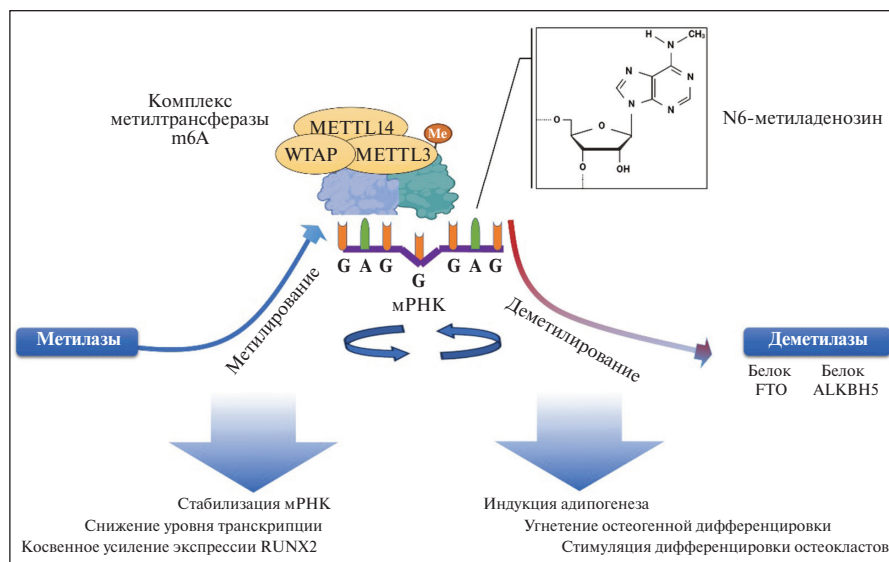 Комплекс
метилтрансферазы
m6A
METTL14
WTAP
METTL3
Me
H
N
CH₃
N
N
N
N
O
O
O
OH
N6-метиладенозин
G A G G G A G
мРНК
Метилирование
Деметилирование
Метилазы
Деметилазы
Белок
FTO
Белок
ALKBH5
Стабилизация мРНК
Снижение уровня транскрипции
Косвенное усиление экспрессии RUNX2
Индукция адипогенеза
Угнетение остеогенной дифференцировки
Стимуляция дифференцировки остеокластов